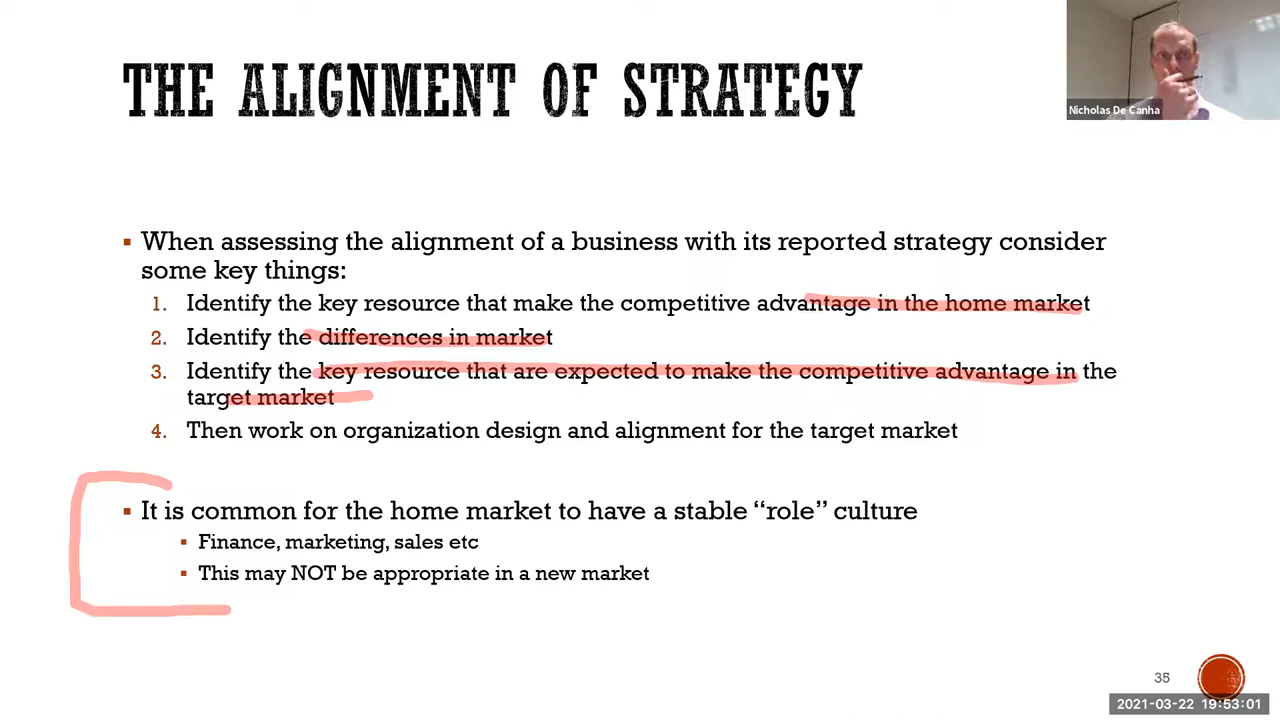 THE ALIGNMENT OF STRATEGY
Nicholas De Canha
▪ When assessing the alignment of a business with its reported strategy consider
some key things:
1. Identify the key resource that make the competitive advantage in the home market
2. Identify the differences in market
3. Identify the key resource that are expected to make the competitive advantage in the
target market
4. Then work on organization design and alignment for the target market
▪ It is common for the home market to have a stable “role” culture
▪ Finance, marketing, sales etc
▪ This may NOT be appropriate in a new market
35
2021-03-22 19:53:01